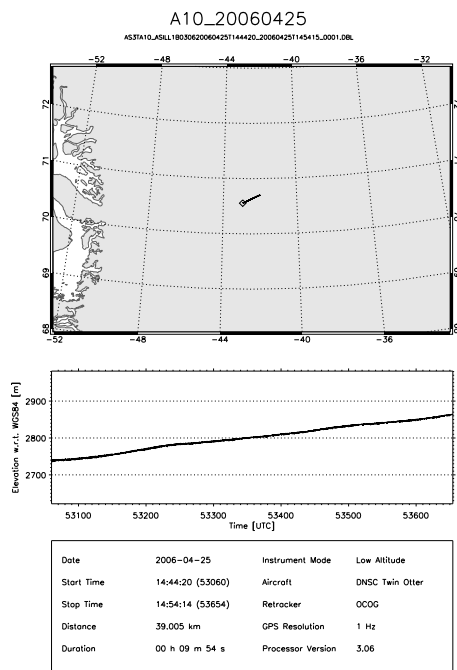 A10_20060425
AS3TA10_ASILL1B030620060425T144420_20060425T145415_0001.DBL
-52 -48 -44 -40 -36 -32
72
71
70
69
68
-52 -48 -44 -40 -36
Elevation w.r.t. WGS84 [m]
2900
2800
2700
53100 53200 53300 53400 53500 53600
Time [UTC]
Date 2006-04-25 Instrument Mode Low Altitude
Start Time 14:44:20 (53060) Aircraft DNSC Twin Otter
Stop Time 14:54:14 (53654) Retracker OCOG
Distance 39.005 km GPS Resolution 1 Hz
Duration 00 h 09 m 54 s Processor Version 3.06